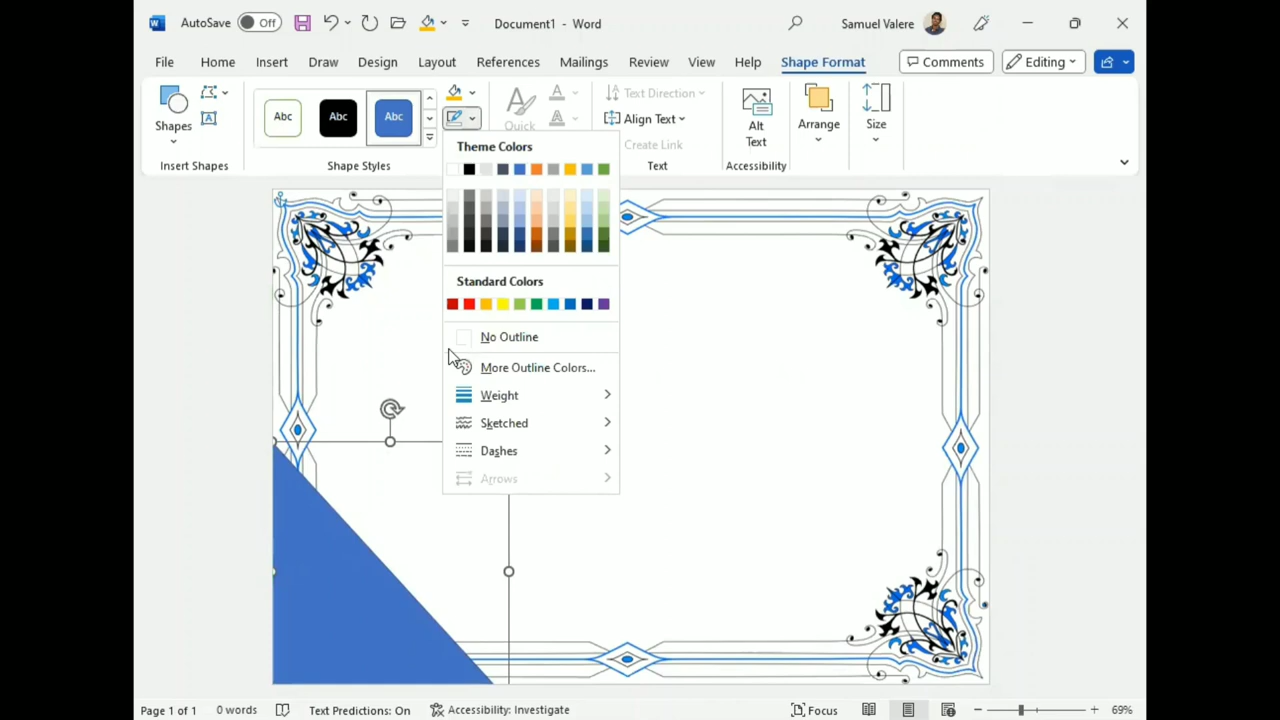 AutoSave Off Document1 - Word Samuel Valere
File Home Insert Draw Design Layout References Mailings Review View Help Shape Format Comments Editing
Abc Abc Abc
Shapes
Quick
Text Direction
Align Text
Create Link
Alt
Text
Arrange
Size
Insert Shapes Shape Styles Text Accessibility
Theme Colors
Standard Colors
No Outline
More Outline Colors...
Weight
Sketched
Dashes
Arrows
Page 1 of 1 0 words Text Predictions: On Accessibility: Investigate Focus 69%